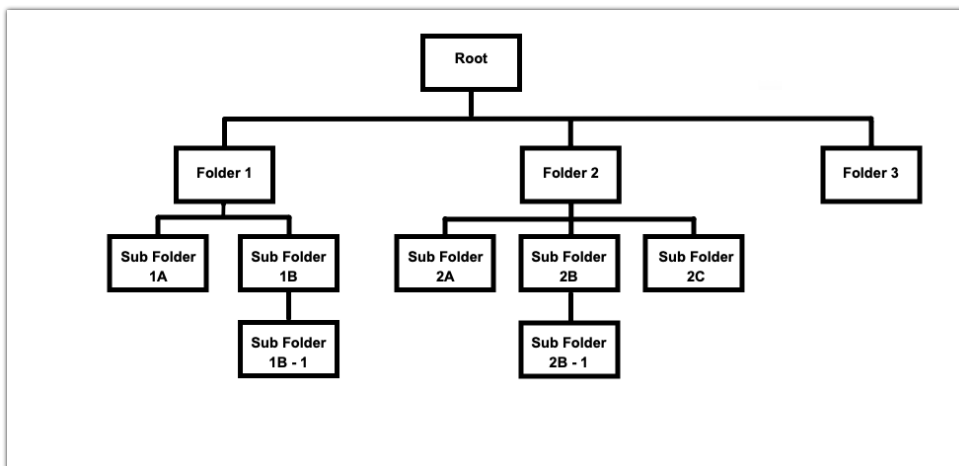 Root
Folder 1
Folder 2
Folder 3
Sub Folder
1A
Sub Folder
1B
Sub Folder
2A
Sub Folder
2B
Sub Folder
2C
Sub Folder
1B - 1
Sub Folder
2B - 1